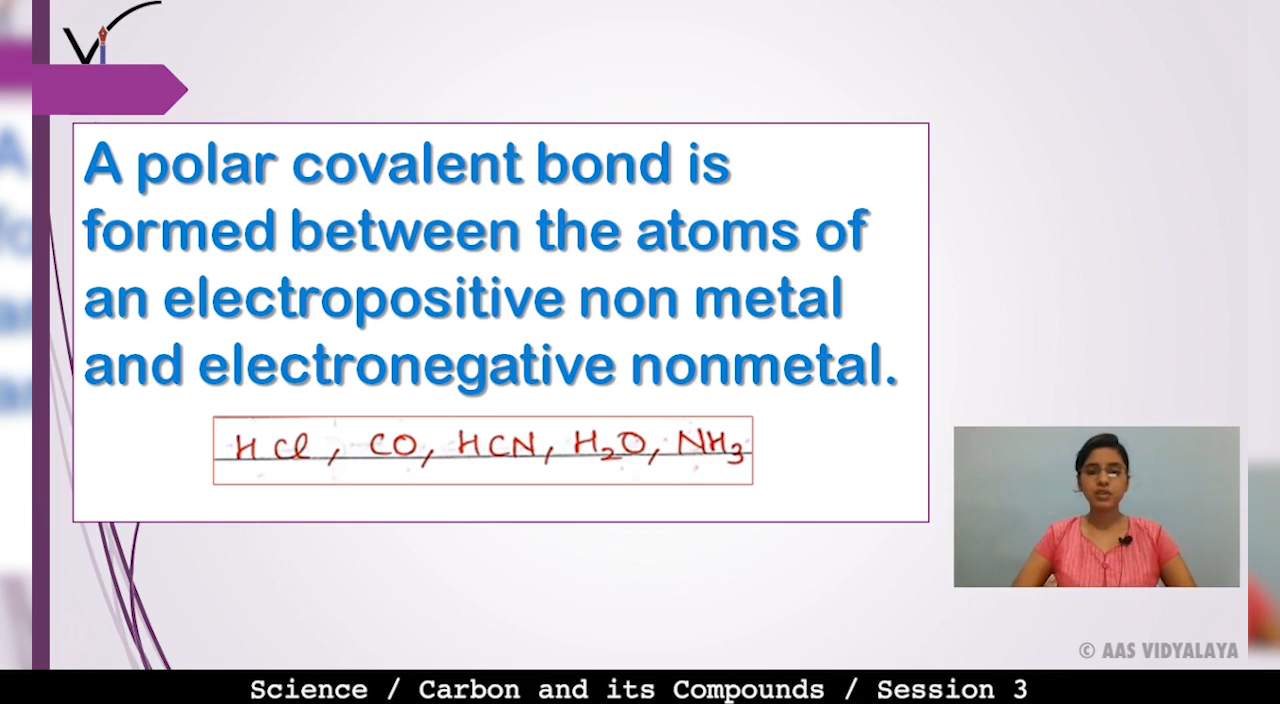 A polar covalent bond is
formed between the atoms of
an electropositive non metal
and electronegative nonmetal.
HCl, CO, HCN, H₂O, NH₃
© AAS VIDYALAYA
Science / Carbon and its Compounds / Session 3